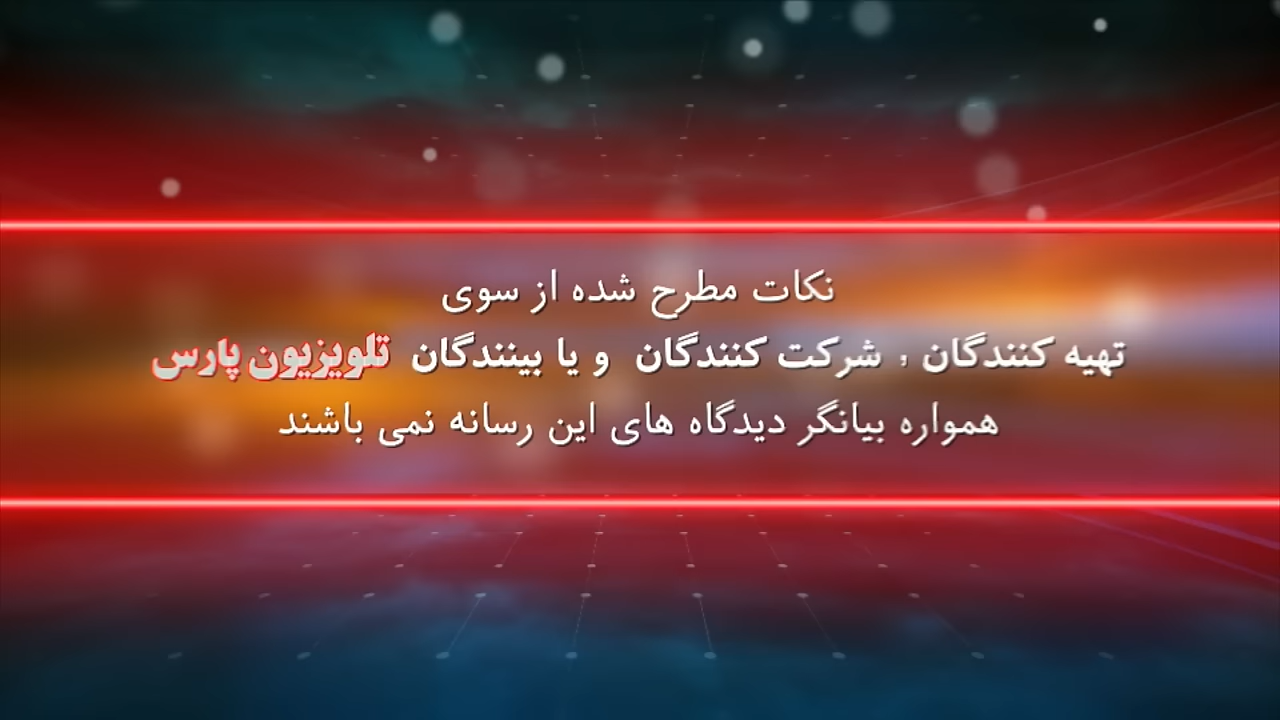 نکات مطرح شده از سوی
تهیه کنندگان , شرکت کنندگان و یا بینندگان تلویزیون پارس
همواره بیانگر دیدگاه های این رسانه نمی باشند